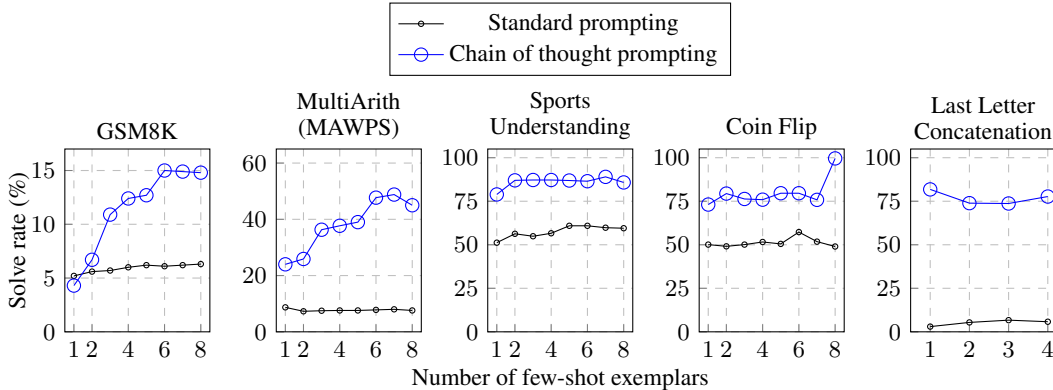 Standard prompting
Chain of thought prompting
GSM8K
MultiArith
(MAWPS)
Sports
Understanding
Coin Flip
Last Letter
Concatenation
Solve rate (%)
15
10
5
0
1 2 4 6 8
60
40
20
0
1 2 4 6 8
100
75
50
25
0
1 2 4 6 8
100
75
50
25
0
1 2 4 6 8
100
75
50
25
0
1 2 3 4
Number of few-shot exemplars